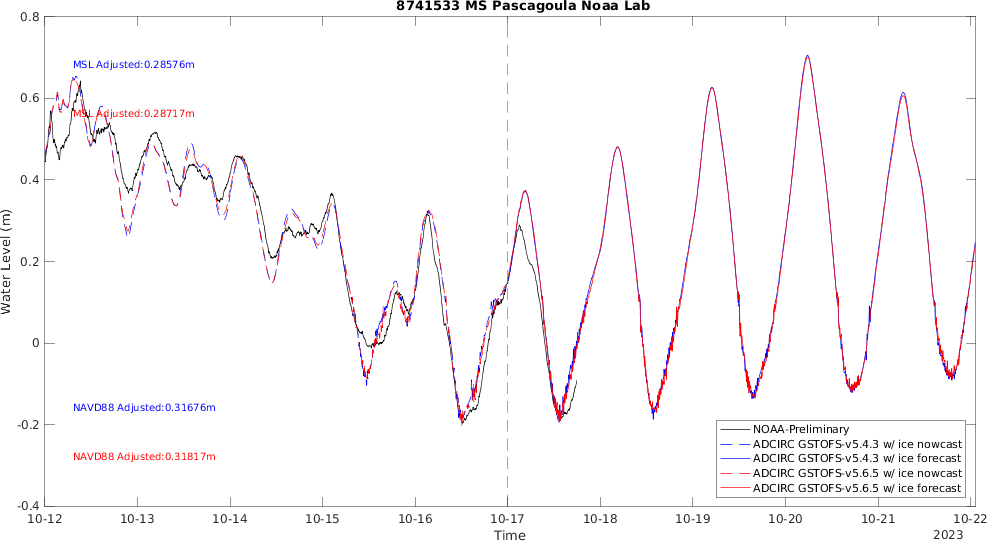 8741533 MS Pascagoula Noaa Lab
0.8
0.6
0.4
0.2
0
-0.2
-0.4
Water Level (m)
MSL Adjusted:0.28576m
MSL Adjusted:0.28717m
NAVD88 Adjusted:0.31676m
NAVD88 Adjusted:0.31817m
NOAA-Preliminary
ADCIRC GSTOFS-v5.4.3 w/ ice nowcast
ADCIRC GSTOFS-v5.4.3 w/ ice forecast
ADCIRC GSTOFS-v5.6.5 w/ ice nowcast
ADCIRC GSTOFS-v5.6.5 w/ ice forecast
10-12 10-13 10-14 10-15 10-16 10-17 10-18 10-19 10-20 10-21 10-22
Time
2023